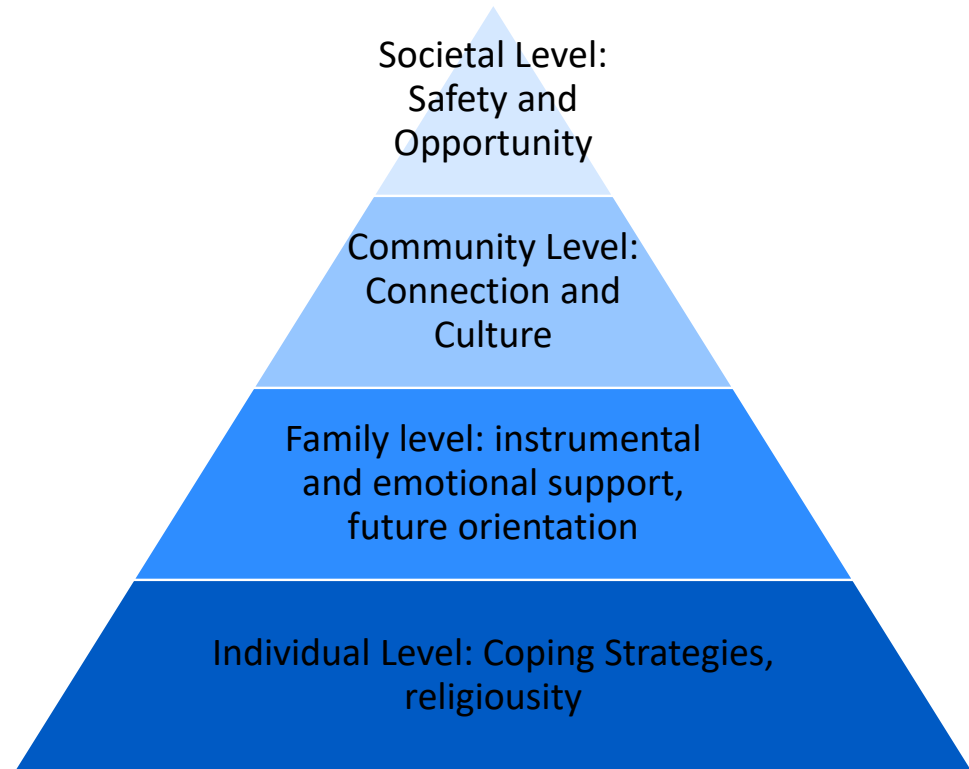 Societal Level:
Safety and
Opportunity
Community Level:
Connection and
Culture
Family level: instrumental
and emotional support,
future orientation
Individual Level: Coping Strategies,
religiousity